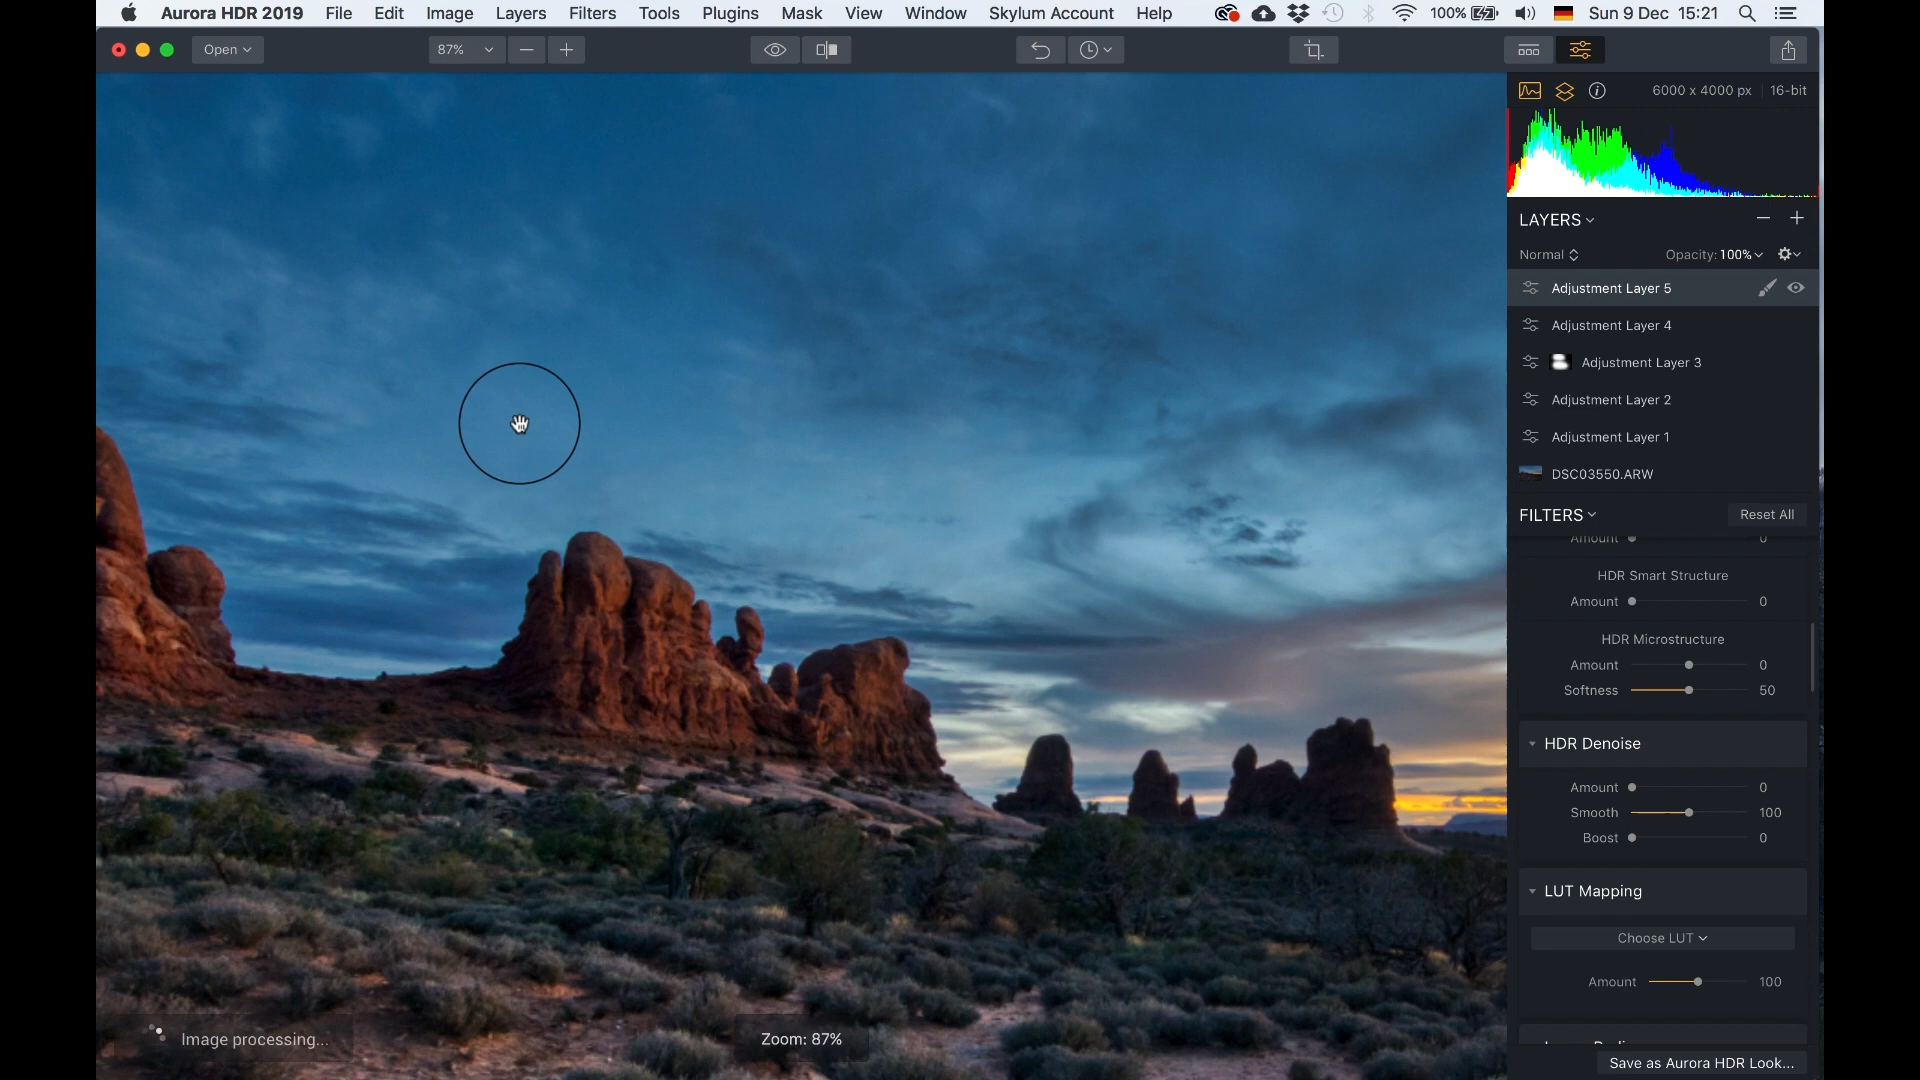 Aurora HDR 2019 File Edit Image Layers Filters Tools Plugins Mask View Window Skylum Account Help 100% Sun 9 Dec 15:21
Open 87%
6000 x 4000 px 16-bit
LAYERS
Normal Opacity: 100%
Adjustment Layer 5
Adjustment Layer 4
Adjustment Layer 3
Adjustment Layer 2
Adjustment Layer 1
DSC03550.ARW
FILTERS Reset All
Amount 0
HDR Smart Structure
Amount 0
HDR Microstructure
Amount 0
Softness 50
HDR Denoise
Amount 0
Smooth 100
Boost 0
LUT Mapping
Choose LUT
Amount 100
Image processing...
Zoom: 87%
Save as Aurora HDR Look...